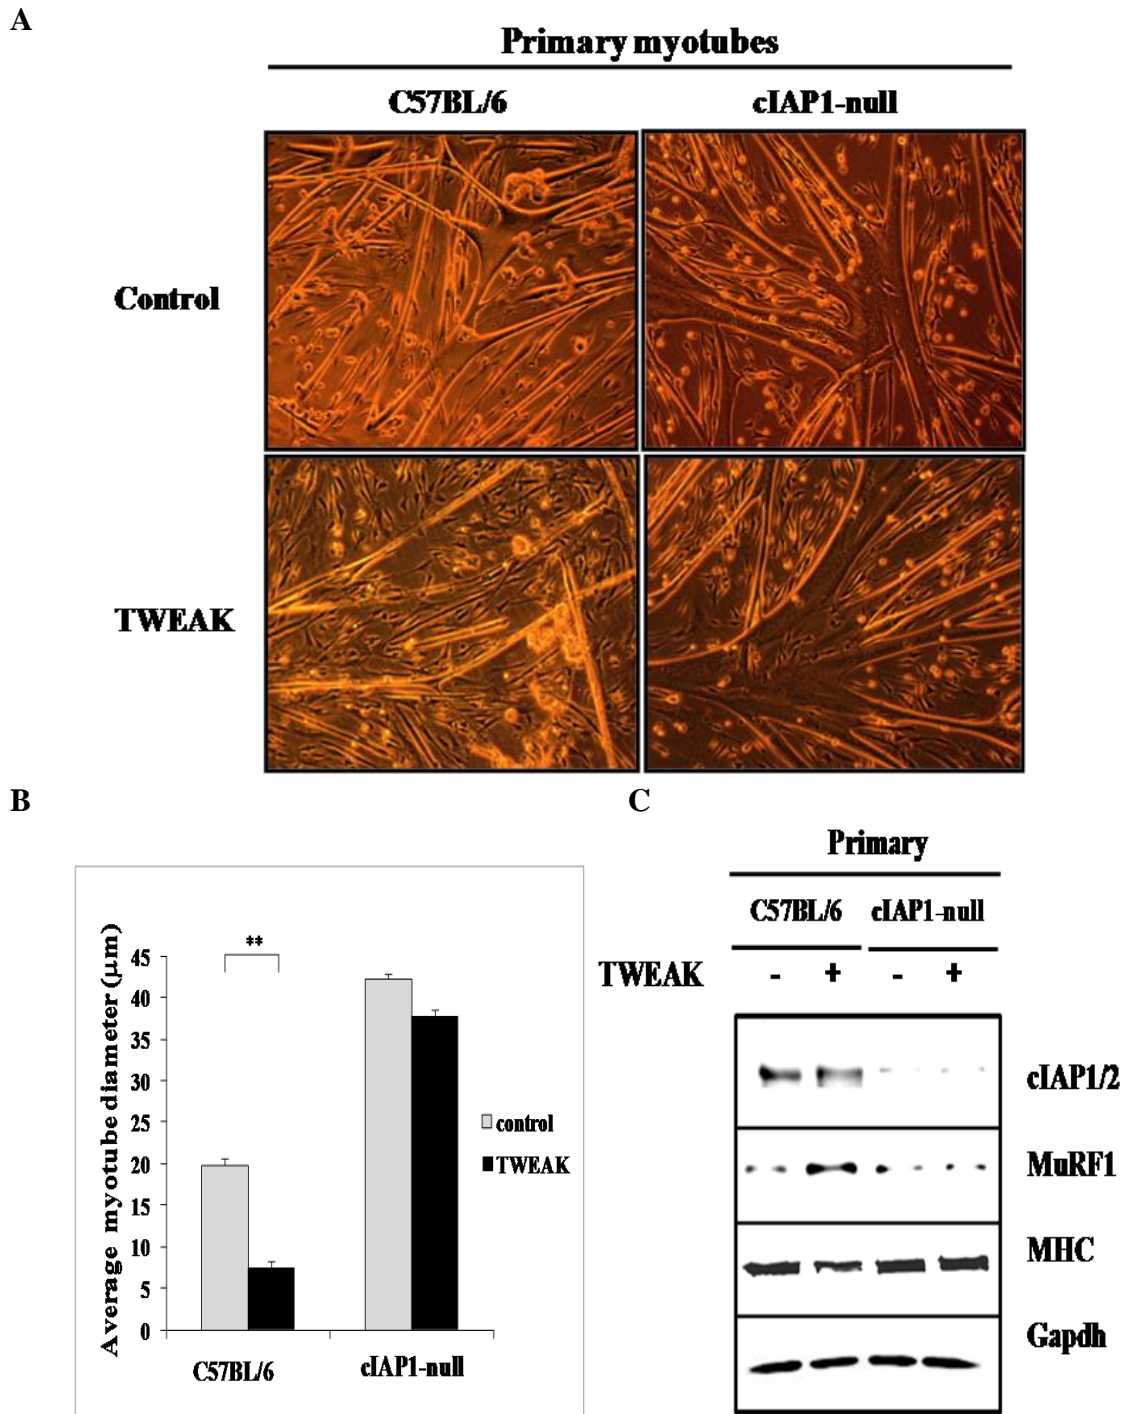 A
Primary myotubes
C57BL/6 cIAP1-null
Control
TWEAK
B
C
Average myotube diameter (μm)
45
40
35
30
25
20
15
10
5
0
**
control
TWEAK
C57BL/6 cIAP1-null
Primary
C57BL/6 cIAP1-null
TWEAK - + - +
cIAP1/2
MuRF1
MHC
Gapdh